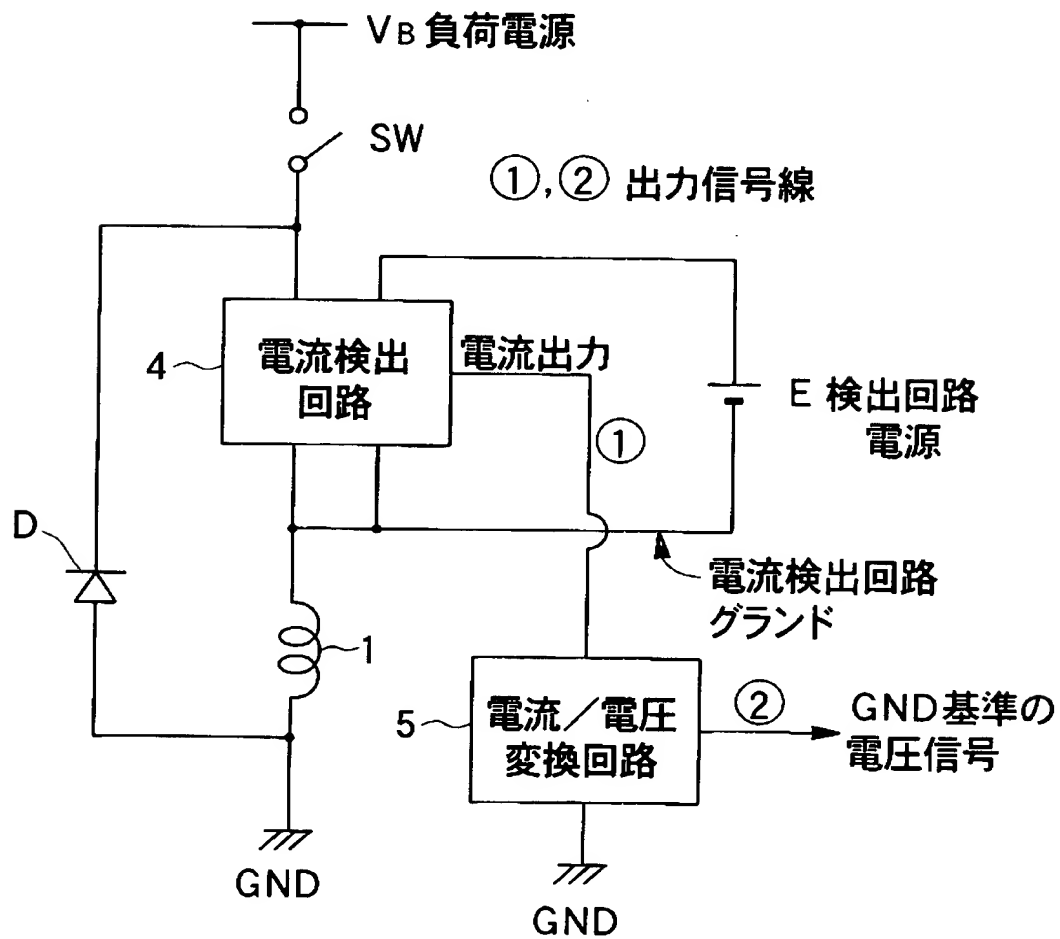 VB 負荷電源
SW
①,② 出力信号線
4
電流検出
回路
電流出力
①
E 検出回路
電源
D
電流検出回路
グランド
1
5
電流/電圧
変換回路
②
GND基準の
電圧信号
GND
GND